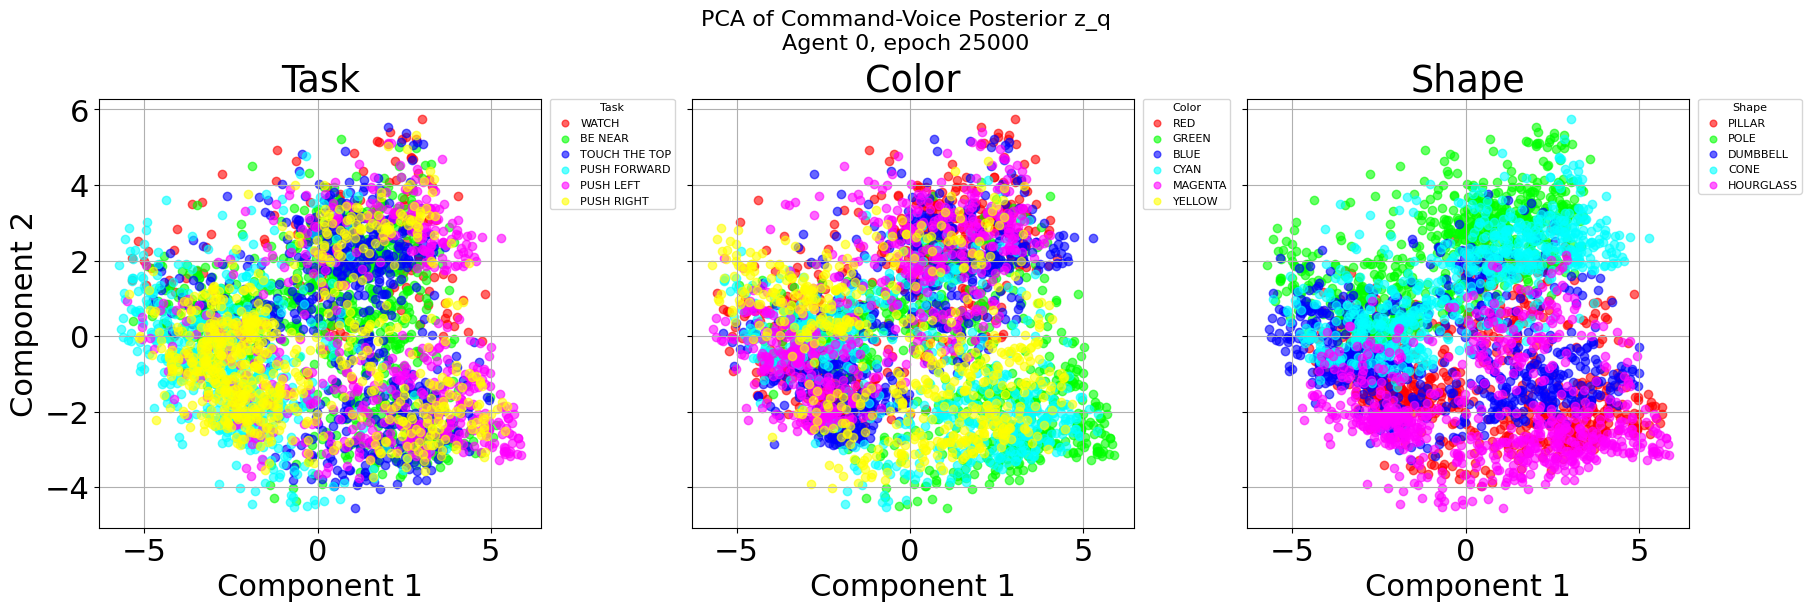 PCA of Command-Voice Posterior z_q
Agent 0, epoch 25000
Task
Color
Shape
Component 2
6
4
2
0
−2
−4
−5
0
5
Component 1
Task
WATCH
BE NEAR
TOUCH THE TOP
PUSH FORWARD
PUSH LEFT
PUSH RIGHT
−5
0
5
Component 1
Color
RED
GREEN
BLUE
CYAN
MAGENTA
YELLOW
−5
0
5
Component 1
Shape
PILLAR
POLE
DUMBBELL
CONE
HOURGLASS